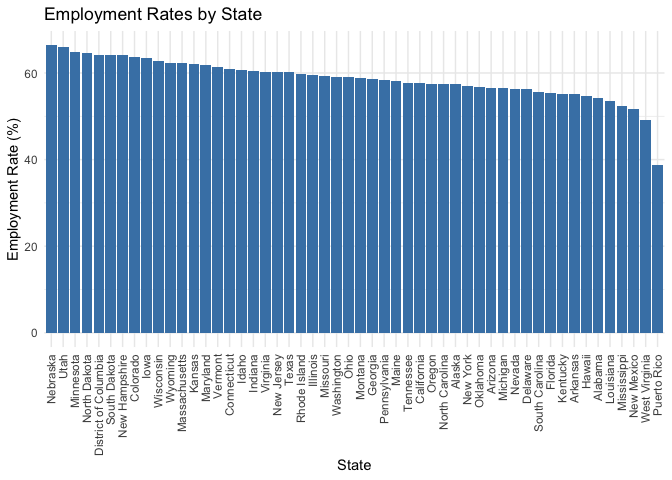 Employment Rates by State
Employment Rate (%)
60
40
20
0
Nebraska
Utah
Minnesota
North Dakota
District of Columbia
South Dakota
New Hampshire
Colorado
Iowa
Wisconsin
Wyoming
Massachusetts
Kansas
Maryland
Vermont
Connecticut
Idaho
Indiana
Virginia
New Jersey
Texas
Rhode Island
Illinois
Missouri
Washington
Ohio
Montana
Georgia
Pennsylvania
Maine
Tennessee
California
Oregon
North Carolina
Alaska
New York
Oklahoma
Arizona
Michigan
Nevada
Delaware
South Carolina
Florida
Kentucky
Arkansas
Hawaii
Alabama
Louisiana
Mississippi
New Mexico
West Virginia
Puerto Rico
State